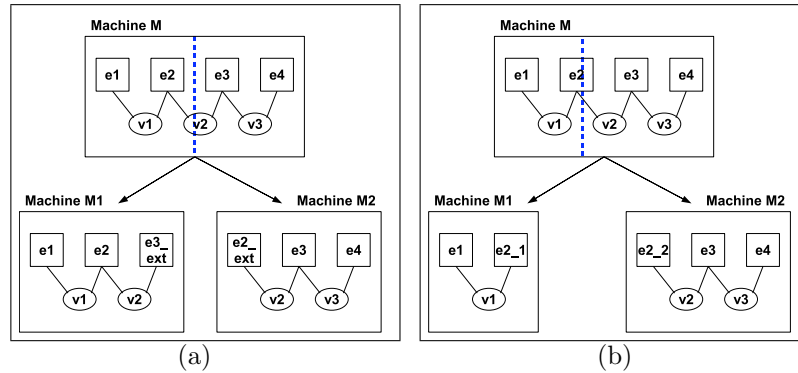 Machine M
e1 e2 e3 e4
v1 v2 v3
Machine M1
e1 e2 e3_
ext
v1 v2
Machine M2
e2_
ext
e3 e4
v2 v3
(a)
Machine M
e1 e2 e3 e4
v1 v2 v3
Machine M1
e1 e2_1
v1
Machine M2
e2_2 e3 e4
v2 v3
(b)